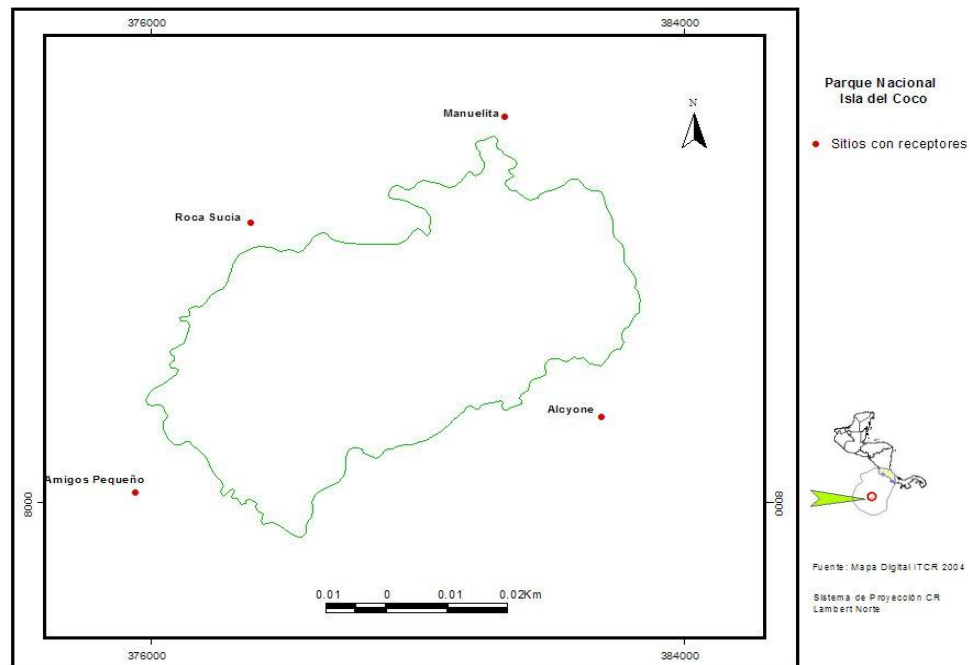 376000
384000
Parque Nacional
Isla del Coco
Manuelita
N
Sitios con receptores
Roca Sucia
Alcyone
Amigos Pequeño
8000
8000
0.01 0 0.01 0.02Km
Fuente: Mapa Digital ITCR 2004
Sistema de Proyección CR
Lambert Norte
376000
384000